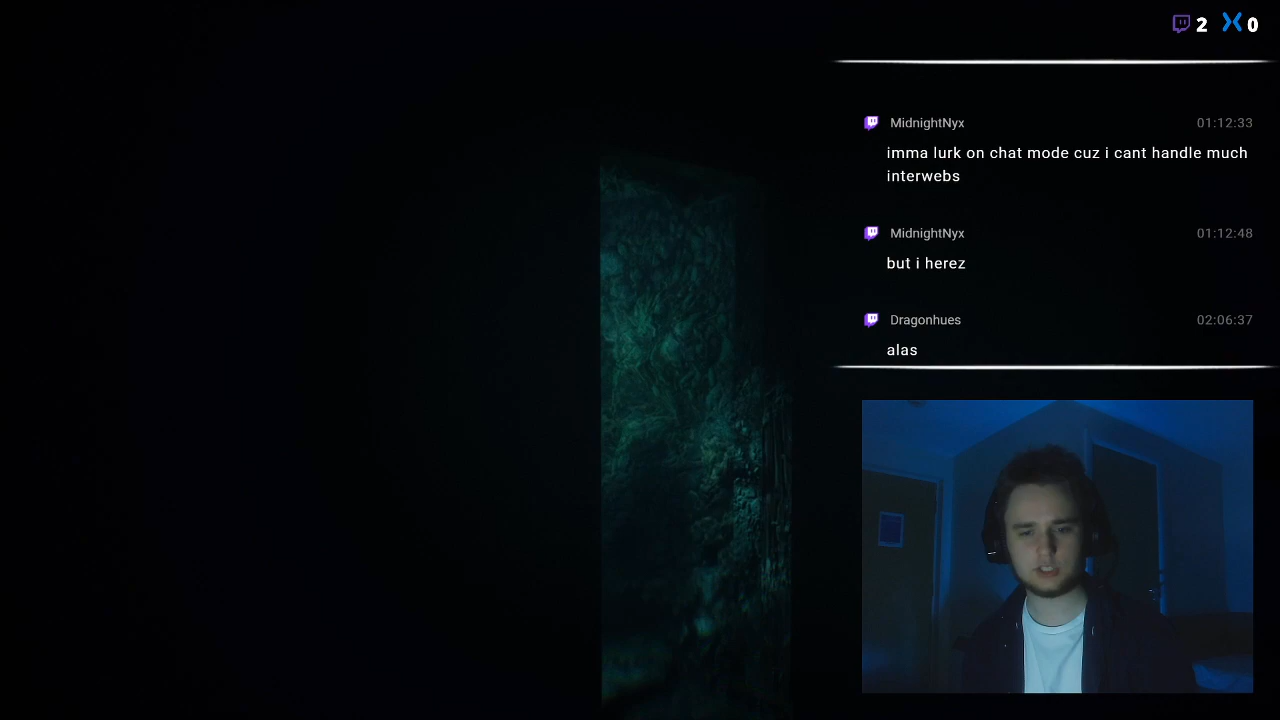 2 0
MidnightNyx 01:12:33
imma lurk on chat mode cuz i cant handle much
interwebs
MidnightNyx 01:12:48
but i herez
Dragonhues 02:06:37
alas